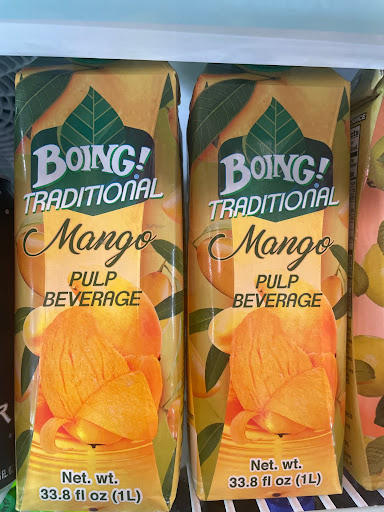 BOING!
TRADITIONAL
Mango
PULP
BEVERAGE
Net. wt.
33.8 fl oz (1L)
BOING!
TRADITIONAL
Mango
PULP
BEVERAGE
Net. wt.
33.8 fl oz (1L)